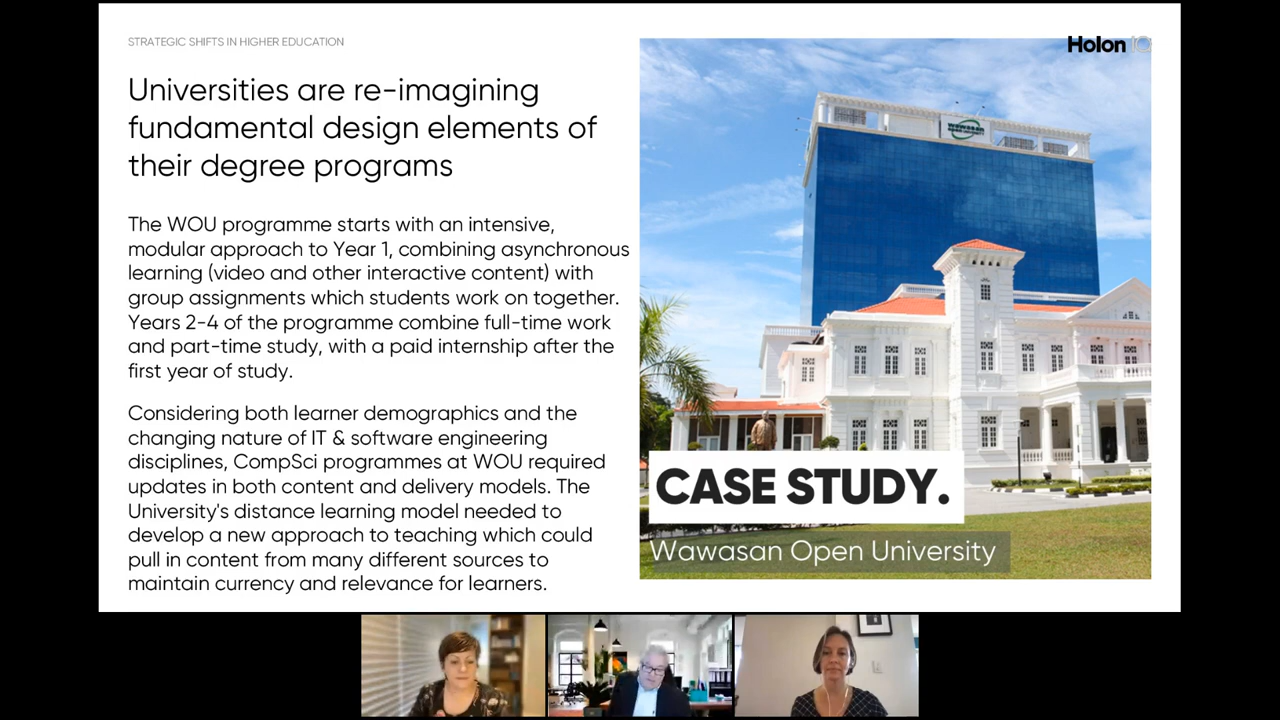 STRATEGIC SHIFTS IN HIGHER EDUCATION
Holon
Universities are re-imagining
fundamental design elements of
their degree programs
The WOU programme starts with an intensive,
modular approach to Year 1, combining asynchronous
learning (video and other interactive content) with
group assignments which students work on together.
Years 2-4 of the programme combine full-time work
and part-time study, with a paid internship after the
first year of study.
Considering both learner demographics and the
changing nature of IT & software engineering
disciplines, CompSci programmes at WOU required
updates in both content and delivery models. The
University's distance learning model needed to
develop a new approach to teaching which could
pull in content from many different sources to
maintain currency and relevance for learners.
wawasan
OPEN UNIVERSITY
CASE STUDY.
Wawasan Open University